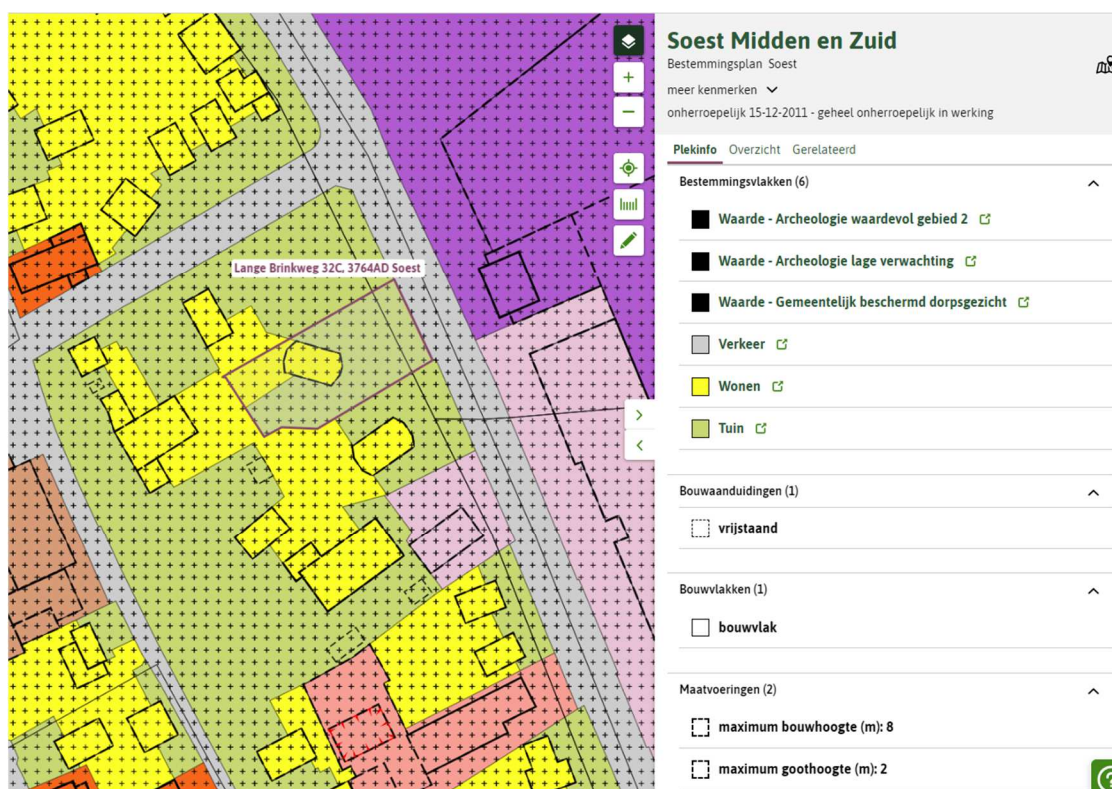 Lange Brinkweg 32C, 3764AD Soest
Soest Midden en Zuid
Bestemmingsplan Soest
meer kenmerken
onherroepelijk 15-12-2011 - geheel onherroepelijk in werking
Plekinfo Overzicht Gerelateerd
Bestemmingsvlakken (6)
Waarde - Archeologie waardevol gebied 2
Waarde - Archeologie lage verwachting
Waarde - Gemeentelijk beschermd dorpsgezicht
Verkeer
Wonen
Tuin
Bouwaanduidingen (1)
vrijstaand
Bouwvlakken (1)
bouwvlak
Maatvoeringen (2)
maximum bouwhoogte (m): 8
maximum goothoogte (m): 2